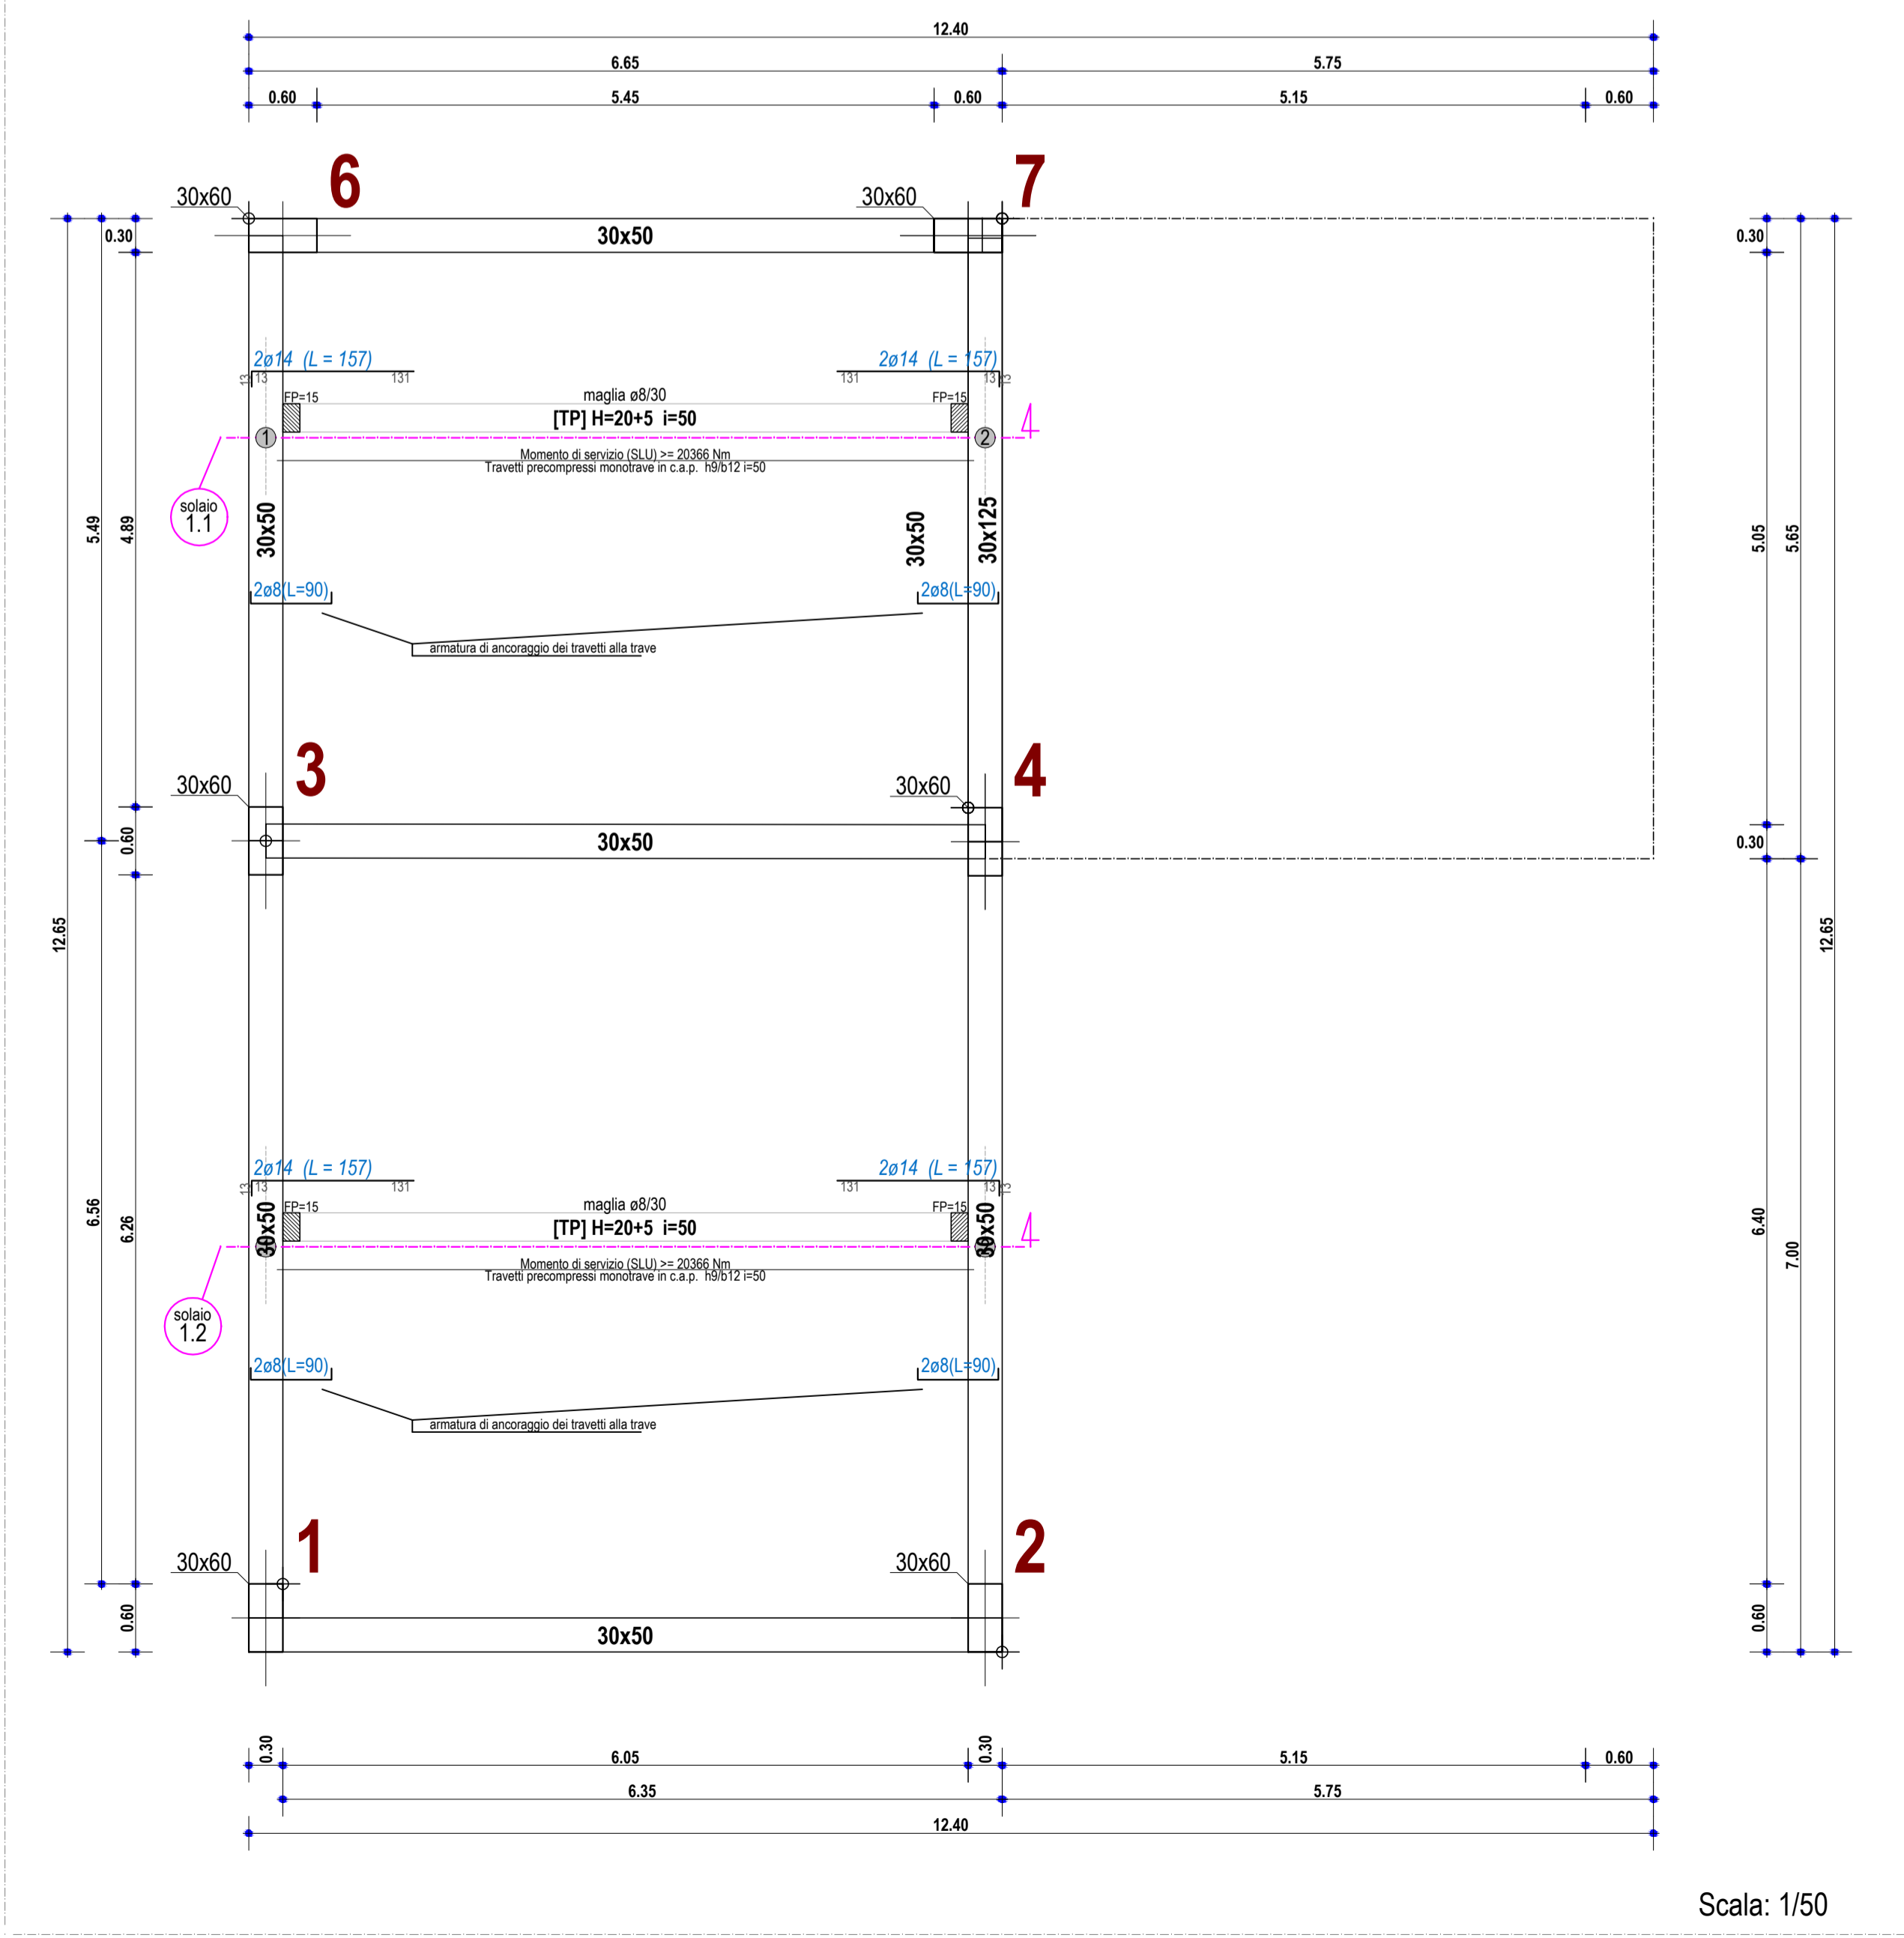 12.40
6.65 5.75
0.60 5.45 0.60 5.15 0.60
6 7
30x60 30x60
0.30 30x50 0.30
2ø14 (L = 157) 2ø14 (L = 157)
13 13 131 131 13 13
FP=15 maglia ø8/30 FP=15
[TP] H=20+5 i=50
4
1 2
Momento di servizio (SLU) >= 20366 Nm
Travetti precompressi monotrave in c.a.p. h9/b12 i=50
solaio
1.1
5.49 4.89 30x50 30x50 30x125 5.05 5.65
2ø8(L=90) 2ø8(L=90)
armatura di ancoraggio dei travetti alla trave
3 4
30x60 30x60
0.60 30x50 0.30
12.65 12.65
2ø14 (L = 157) 2ø14 (L = 157)
13 13 131 131 13 13
FP=15 maglia ø8/30 FP=15
[TP] H=20+5 i=50
6.56 6.26 30x50 30x50 6.40 7.00
4
Momento di servizio (SLU) >= 20366 Nm
Travetti precompressi monotrave in c.a.p. h9/b12 i=50
solaio
1.2
2ø8(L=90) 2ø8(L=90)
armatura di ancoraggio dei travetti alla trave
1 2
30x60 30x60
0.60 30x50 0.60
0.30 6.05 0.30 5.15 0.60
6.35 5.75
12.40
Scala: 1/50